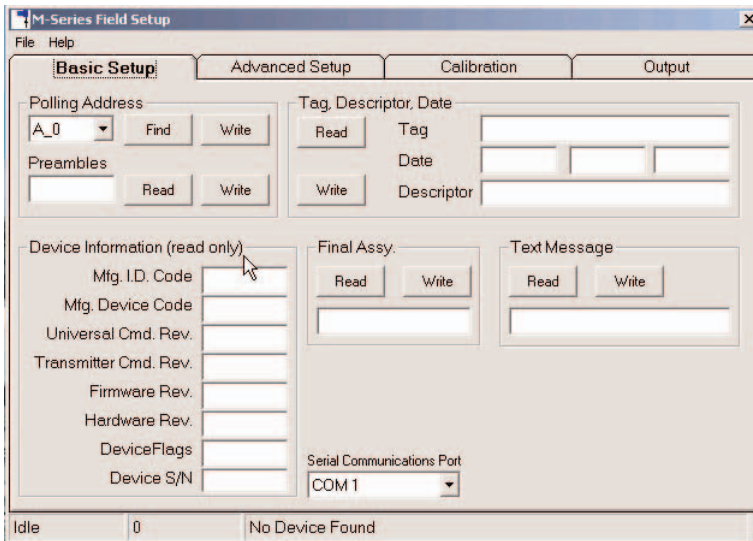 M-Series Field Setup
File Help
Basic Setup Advanced Setup Calibration Output
Polling Address
A_0 Find Write
Preambles
Read Write
Tag, Descriptor, Date
Read Tag
Date
Write Descriptor
Device Information (read only)
Mfg. I.D. Code
Mfg. Device Code
Universal Cmd. Rev.
Transmitter Cmd. Rev.
Firmware Rev.
Hardware Rev.
DeviceFlags
Device S/N
Final Assy.
Read Write
Text Message
Read Write
Serial Communications Port
COM 1
Idle 0 No Device Found